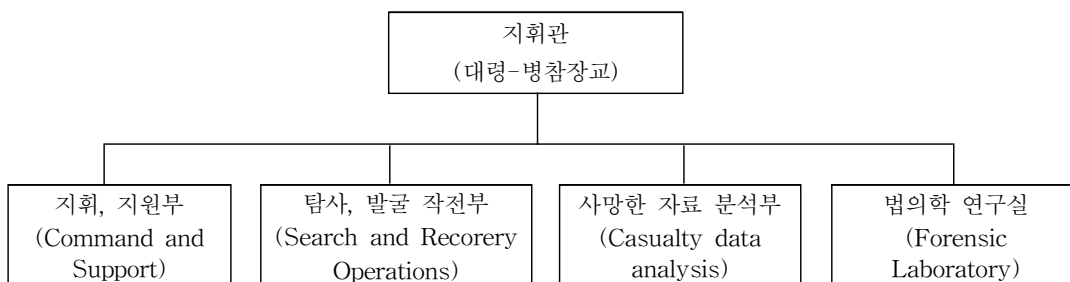 지휘관
(대령-병참장교)
지휘, 지원부
(Command and
Support)
탐사, 발굴 작전부
(Search and Recorery
Operations)
사망한 자료 분석부
(Casualty data
analysis)
법의학 연구실
(Forensic
Laboratory)